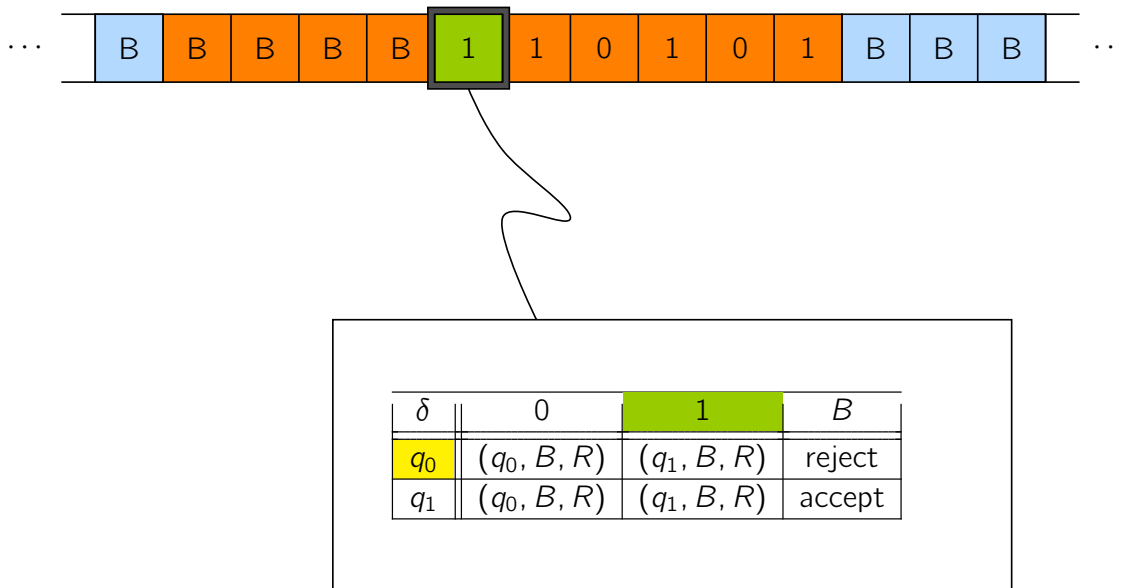 ··· B B B B B 1 1 0 1 0 1 B B B ··
δ 0 1 B
q₀ (q₀, B, R) (q₁, B, R) reject
q₁ (q₀, B, R) (q₁, B, R) accept